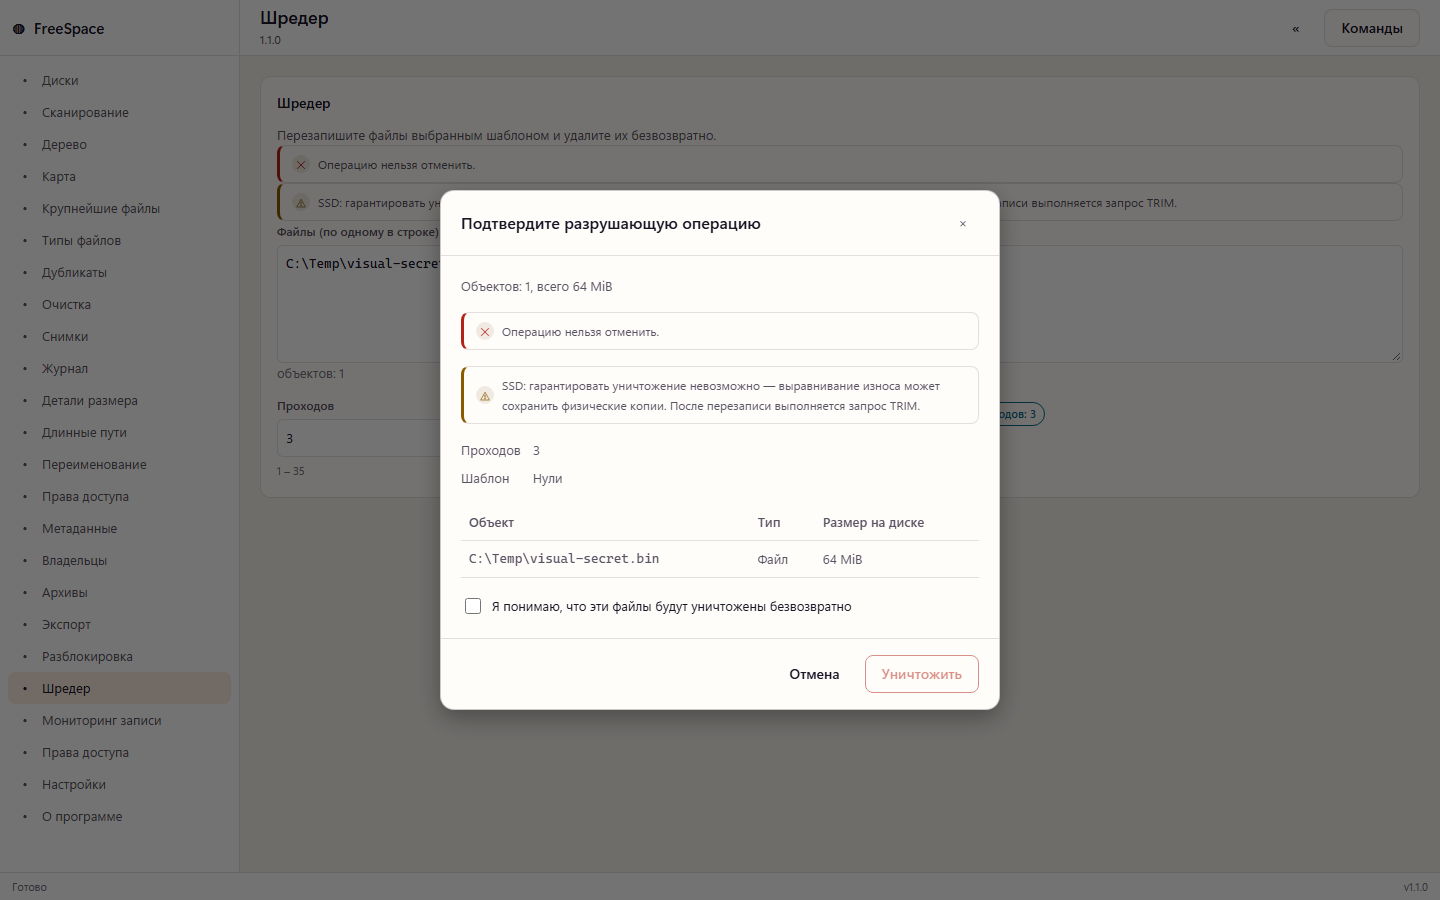 FreeSpace
Шредер
1.1.0
«
Команды
Диски
Сканирование
Дерево
Карта
Крупнейшие файлы
Типы файлов
Дубликаты
Очистка
Снимки
Журнал
Детали размера
Длинные пути
Переименование
Права доступа
Метаданные
Владельцы
Архивы
Экспорт
Разблокировка
Шредер
Мониторинг записи
Права доступа
Настройки
О программе
Шредер
Перезапишите файлы выбранным шаблоном и удалите их безвозвратно.
Операцию нельзя отменить.
SSD: гарантировать
выполняется запрос TRIM.
Файлы (по одному в строке)
C:\Temp\visual-secre
объектов: 1
Проходов
3
1 – 35
одов: 3
Подтвердите разрушающую операцию
×
Объектов: 1, всего 64 MiB
Операцию нельзя отменить.
SSD: гарантировать уничтожение невозможно — выравнивание износа может
сохранить физические копии. После перезаписи выполняется запрос TRIM.
Проходов 3
Шаблон Нули
Объект Тип Размер на диске
C:\Temp\visual-secret.bin Файл 64 MiB
Я понимаю, что эти файлы будут уничтожены безвозвратно
Отмена
Уничтожить
Готово
v1.1.0